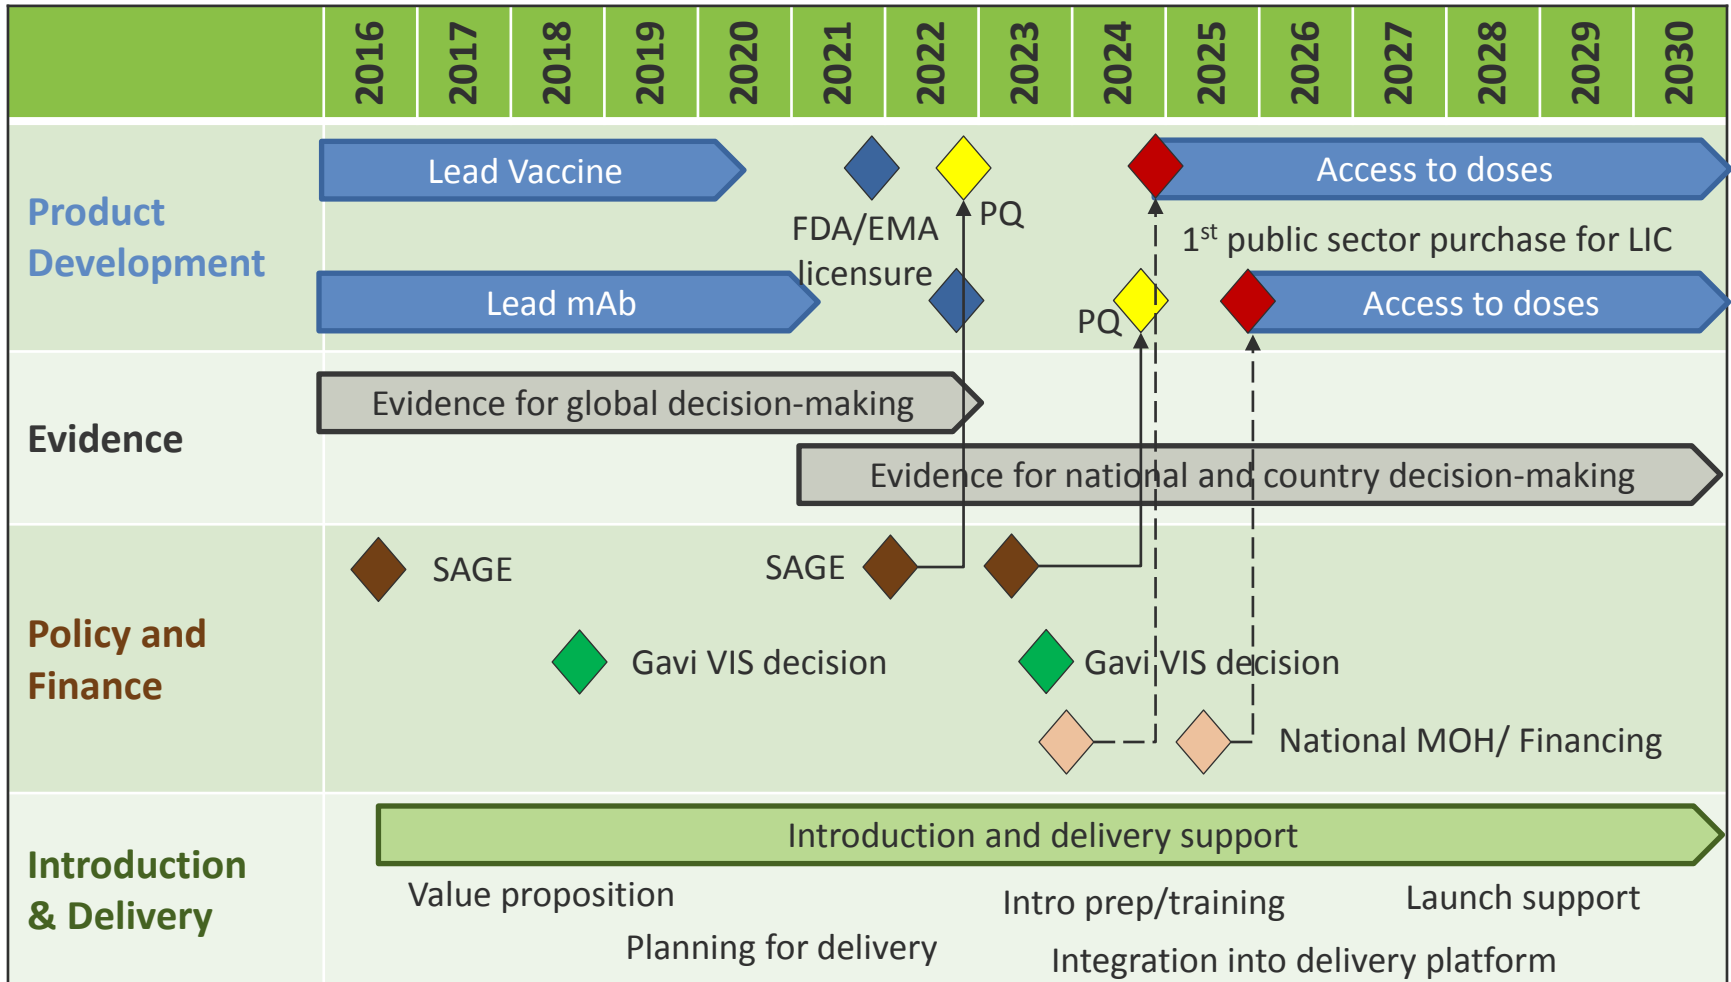 2016 2017 2018 2019 2020 2021 2022 2023 2024 2025 2026 2027 2028 2029 2030
Product
Development
Lead Vaccine
FDA/EMA
licensure
PQ
Access to doses
1st public sector purchase for LIC
Lead mAb
PQ
Access to doses
Evidence
Evidence for global decision-making
Evidence for national and country decision-making
Policy and
Finance
SAGE
SAGE
Gavi VIS decision
Gavi VIS decision
National MOH/ Financing
Introduction
& Delivery
Introduction and delivery support
Value proposition
Intro prep/training
Launch support
Planning for delivery
Integration into delivery platform